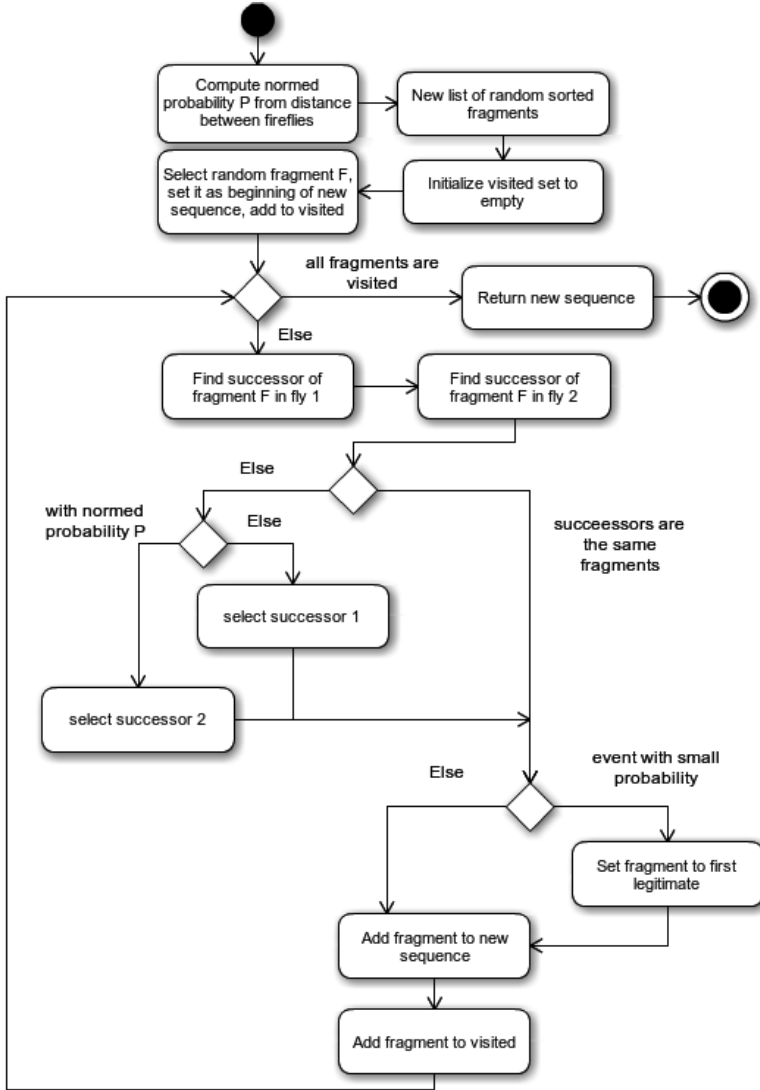 Compute normed
probability P from distance
between fireflies
New list of random sorted
fragments
Select random fragment F,
set it as beginning of new
sequence, add to visited
Initialize visited set to
empty
all fragments are
visited
Return new sequence
Else
Find successor of
fragment F in fly 1
Find successor of
fragment F in fly 2
Else
with normed
probability P
Else
succeessors are
the same
fragments
select successor 1
select successor 2
Else
event with small
probability
Set fragment to first
legitimate
Add fragment to new
sequence
Add fragment to visited